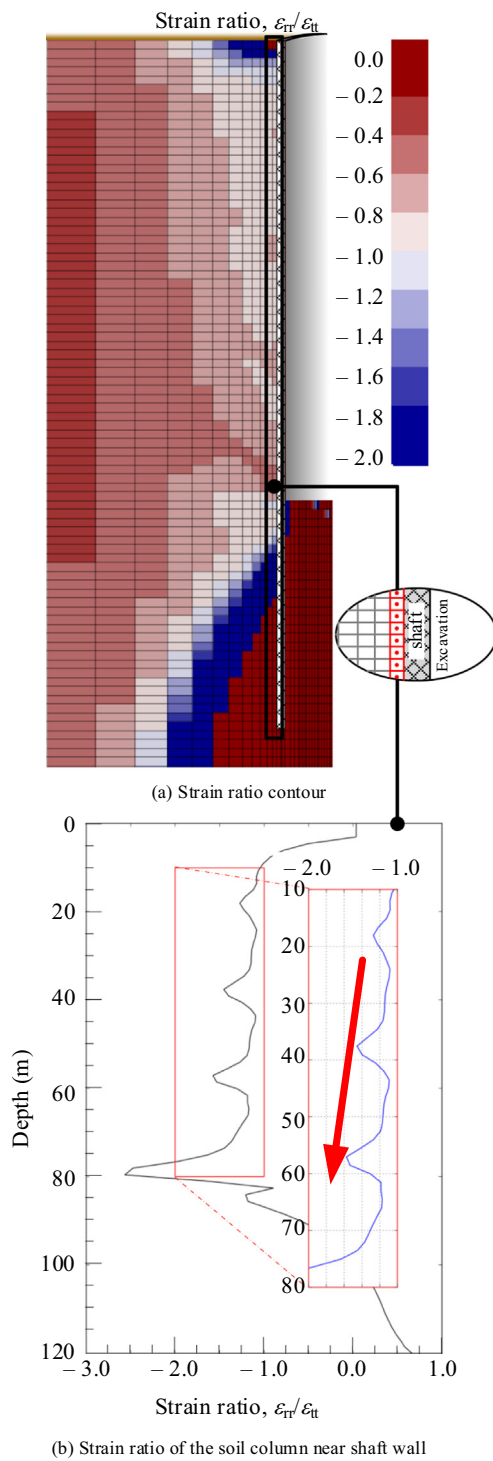 Strain ratio, εrr/εtt
0.0
– 0.2
– 0.4
– 0.6
– 0.8
– 1.0
– 1.2
– 1.4
– 1.6
– 1.8
– 2.0
shaft
Excavation
(a) Strain ratio contour
0
20
40
60
80
100
120
Depth (m)
– 2.0 – 1.0
10
20
30
40
50
60
70
80
– 3.0 – 2.0 – 1.0 0.0 1.0
Strain ratio, εrr/εtt
(b) Strain ratio of the soil column near shaft wall